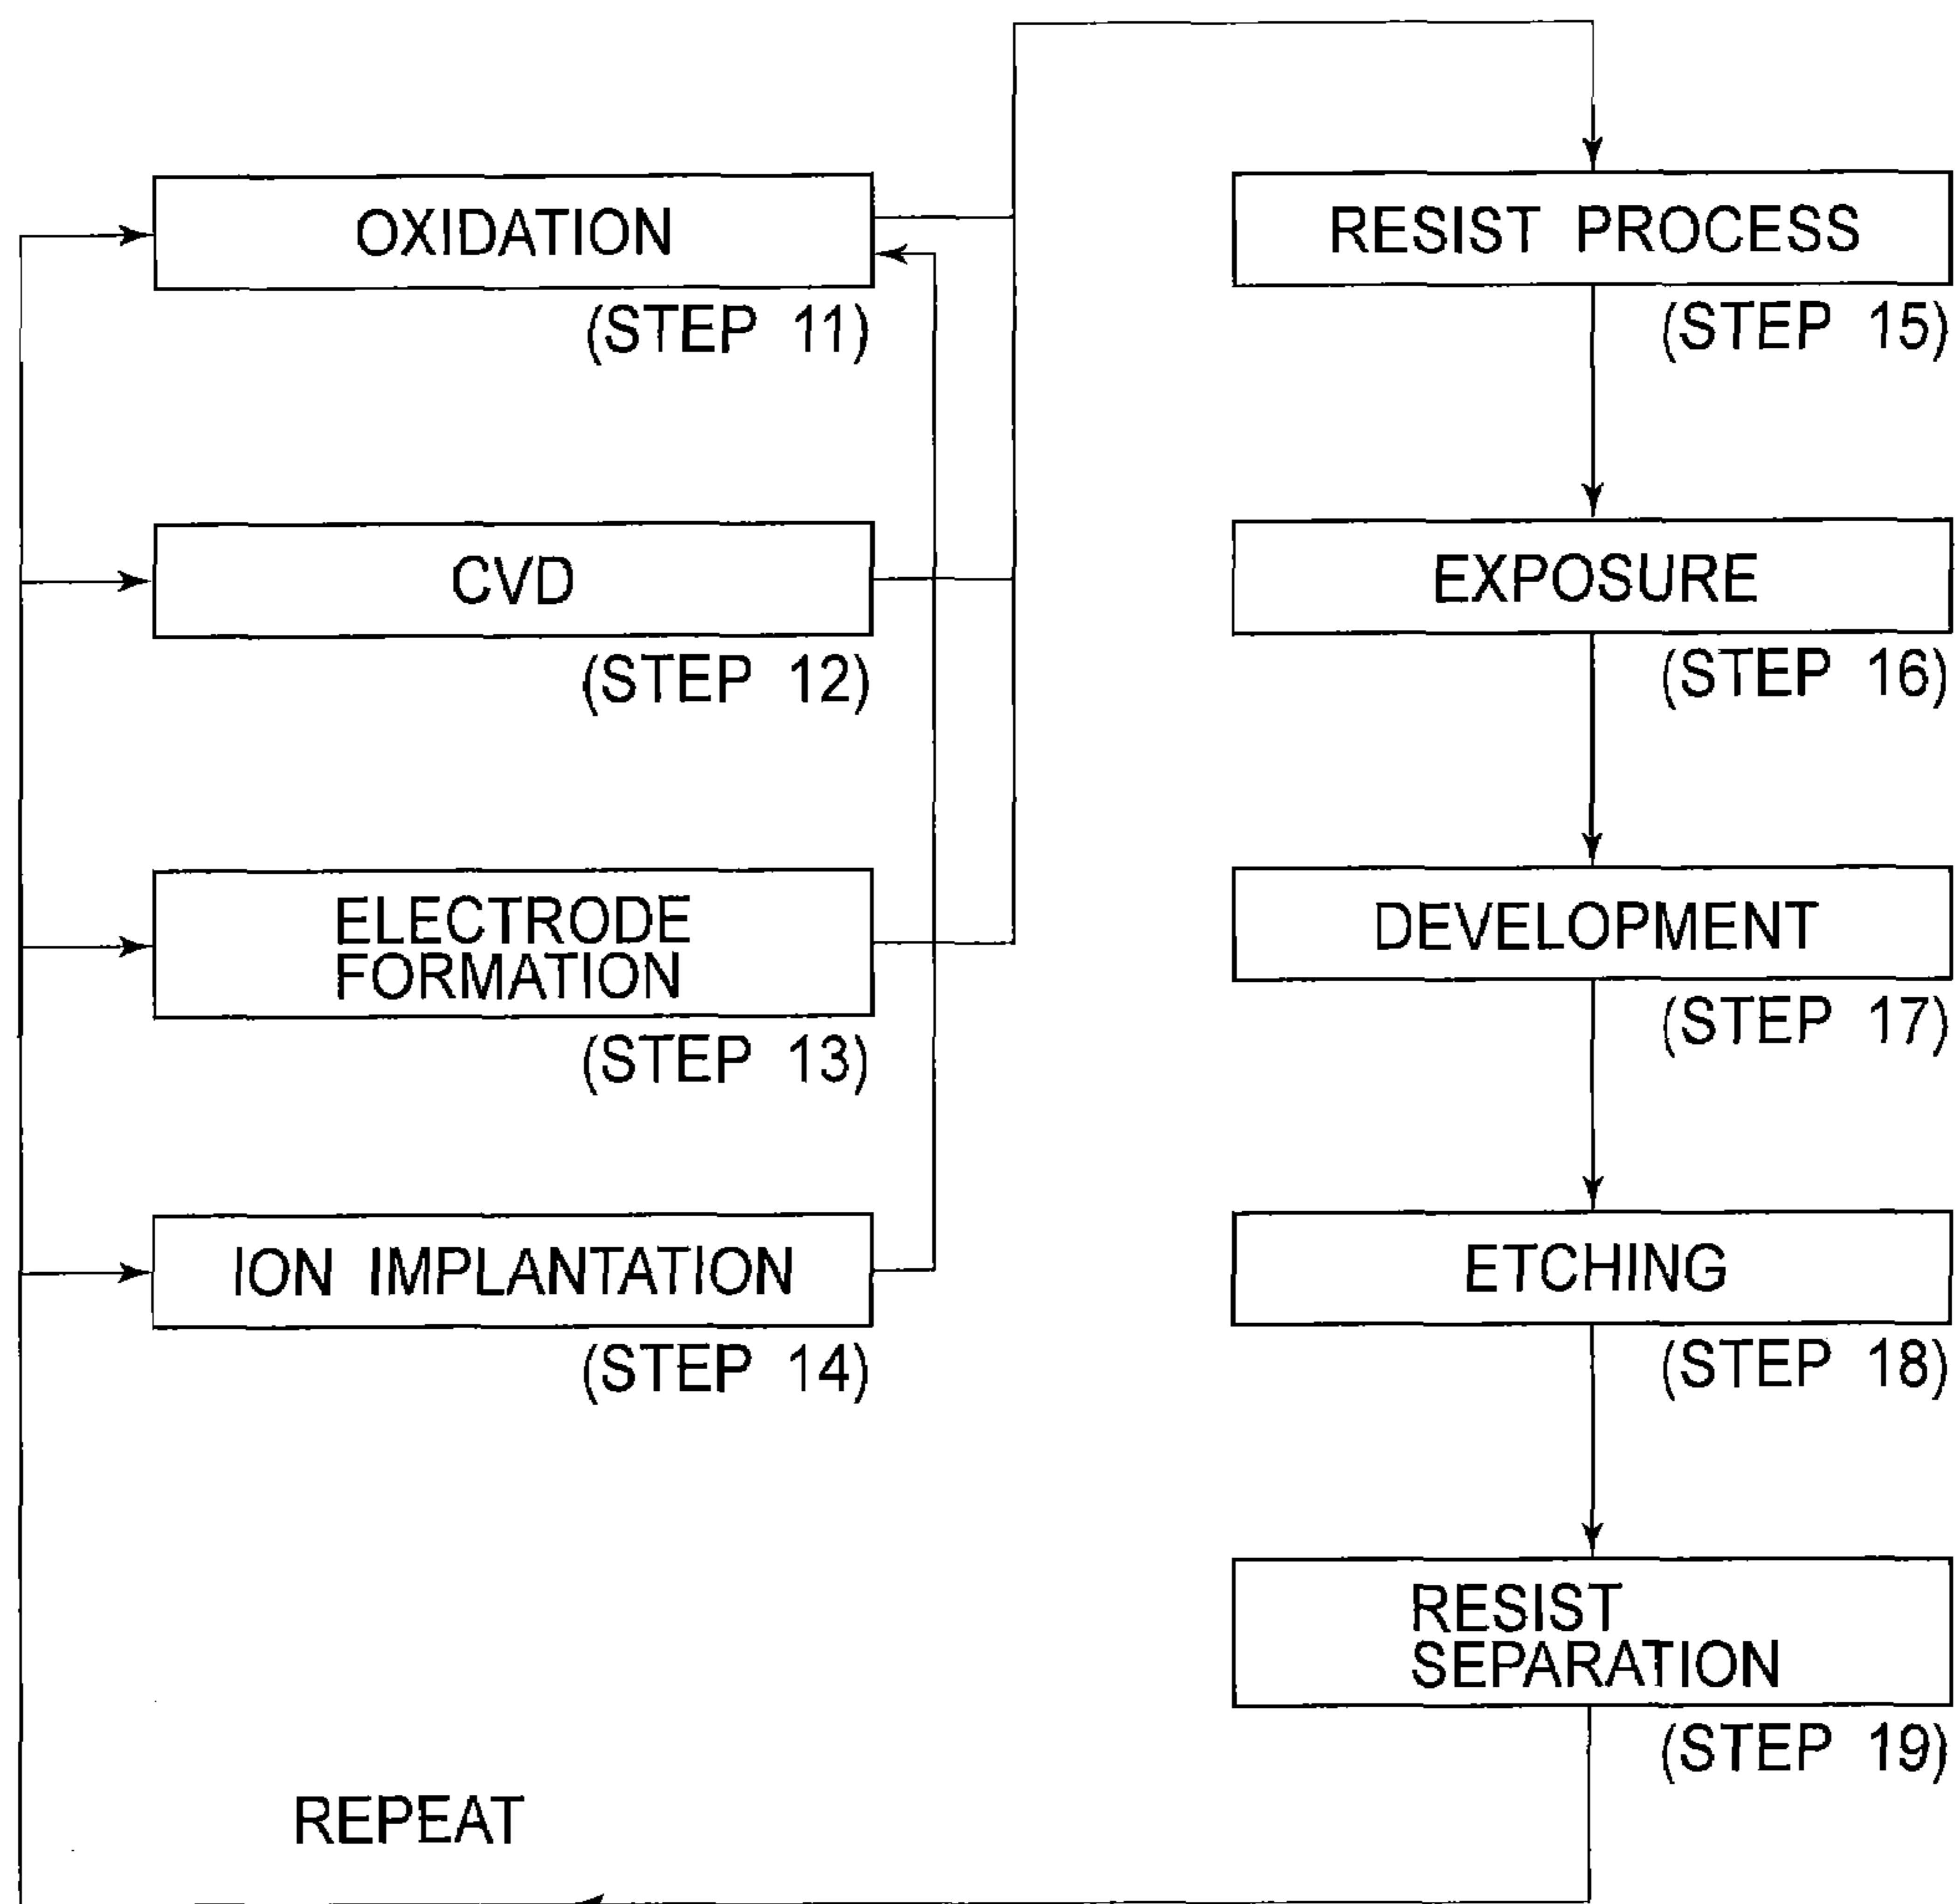 OXIDATION
(STEP 11)
CVD
(STEP 12)
ELECTRODE
FORMATION
(STEP 13)
ION IMPLANTATION
(STEP 14)
RESIST PROCESS
(STEP 15)
EXPOSURE
(STEP 16)
DEVELOPMENT
(STEP 17)
ETCHING
(STEP 18)
RESIST
SEPARATION
(STEP 19)
REPEAT